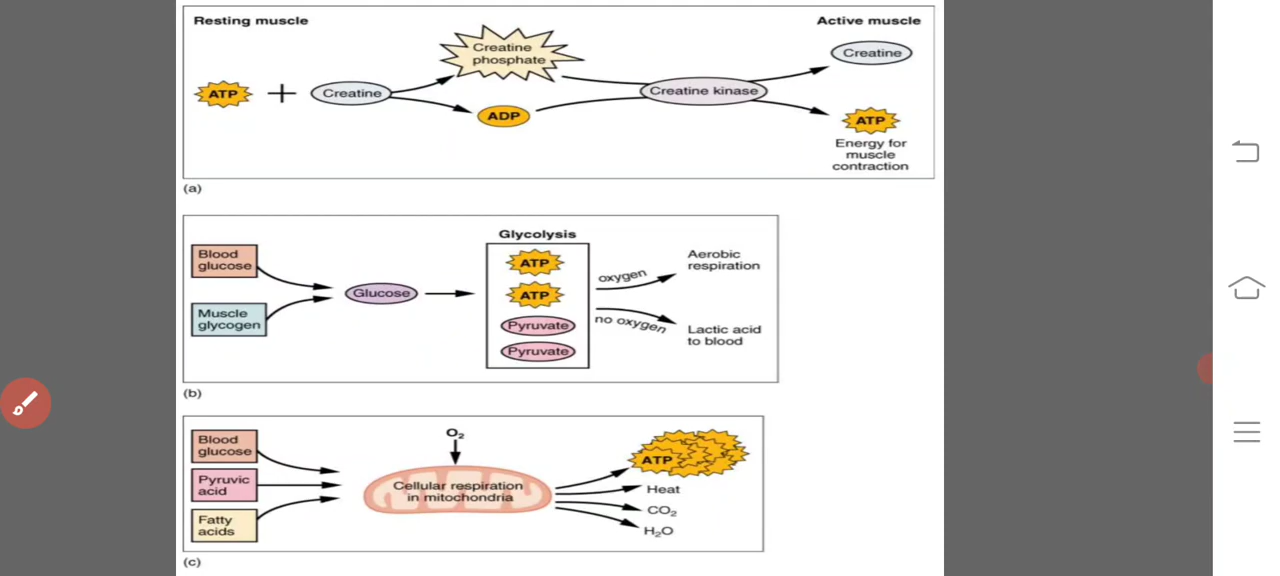 Resting muscle
Active muscle
ATP
+
Creatine
Creatine
phosphate
ADP
Creatine kinase
Creatine
ATP
Energy for
muscle
contraction
(a)
Blood
glucose
Muscle
glycogen
Glucose
Glycolysis
ATP
ATP
Pyruvate
Pyruvate
oxygen
no oxygen
Aerobic
respiration
Lactic acid
to blood
(b)
Blood
glucose
Pyruvic
acid
Fatty
acids
O₂
Cellular respiration
in mitochondria
ATP
Heat
CO₂
H₂O
(c)